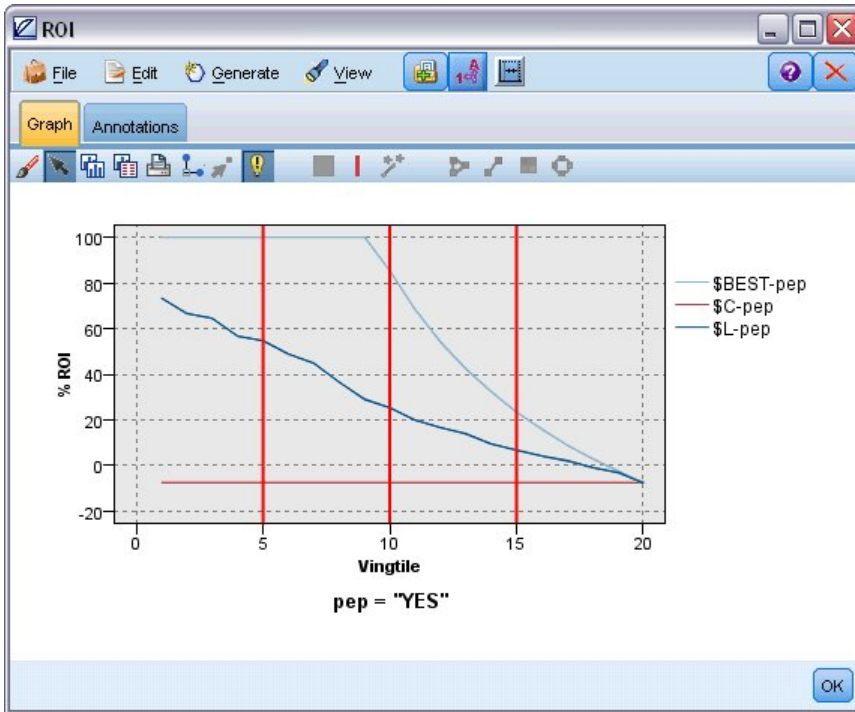 ROI
File Edit Generate View
Graph Annotations
100
80
60
40
20
0
-20
% ROI
0 5 10 15 20
Vingtile
pep = "YES"
$BEST-pep
$C-pep
$L-pep
OK